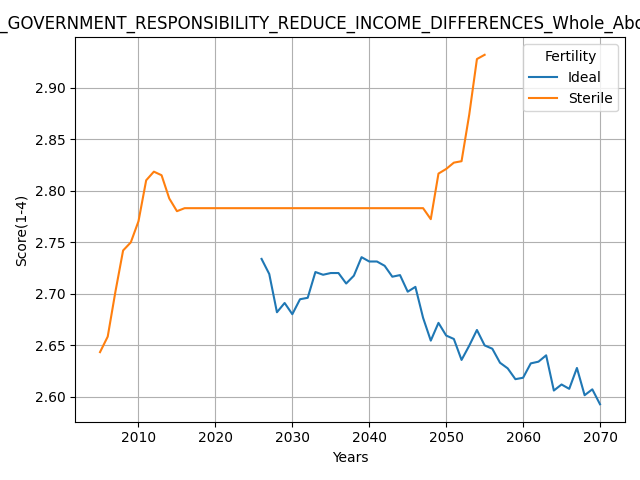 _GOVERNMENT_RESPONSIBILITY_REDUCE_INCOME_DIFFERENCES_Whole_Abo
Fertility
Ideal
Sterile
Score(1-4)
2.90
2.85
2.80
2.75
2.70
2.65
2.60
2010 2020 2030 2040 2050 2060 2070
Years